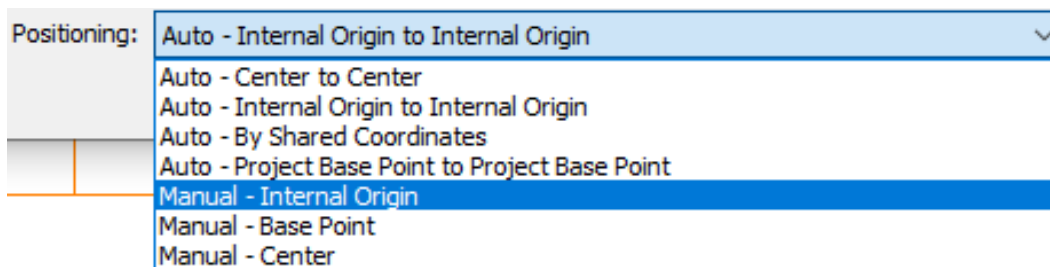 Positioning: Auto - Internal Origin to Internal Origin
Auto - Center to Center
Auto - Internal Origin to Internal Origin
Auto - By Shared Coordinates
Auto - Project Base Point to Project Base Point
Manual - Internal Origin
Manual - Base Point
Manual - Center